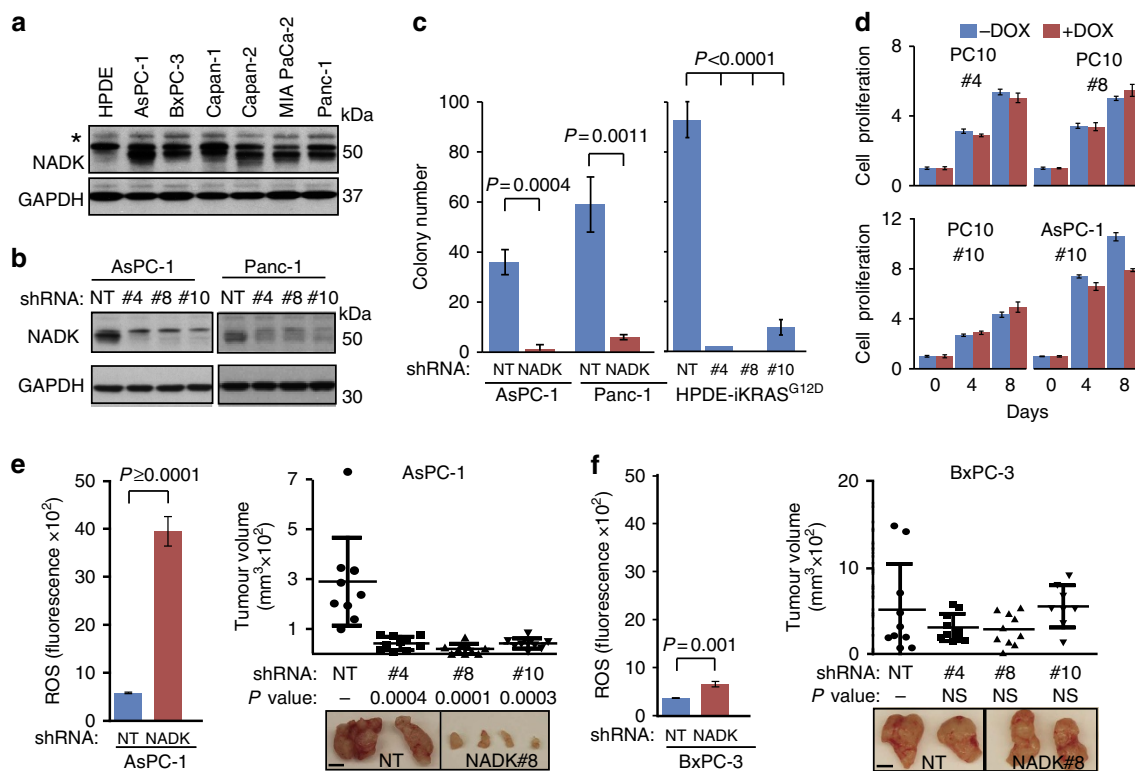 a
HPDE
AsPC-1
BxPC-3
Capan-1
Capan-2
MIA PaCa-2
Panc-1
kDa
*
NADK
50
GAPDH
37
b
AsPC-1 Panc-1
shRNA: NT #4 #8 #10 NT #4 #8 #10
kDa
NADK
50
GAPDH
30
c
Colony number
100
80
60
40
20
0
P=0.0004
P=0.0011
P<0.0001
shRNA: NT NADK NT NADK NT #4 #8 #10
AsPC-1 Panc-1 HPDE-iKRASG12D
d
–DOX +DOX
Cell proliferation
8
4
0
PC10
#4
PC10
#8
Cell proliferation
12
8
4
0
PC10
#10
AsPC-1
#10
0 4 8 0 4 8
Days
e
ROS (fluorescence ×10²)
50
40
30
20
10
0
P≥0.0001
shRNA: NT NADK
AsPC-1
AsPC-1
Tumour volume
(mm³×10²)
7
5
3
1
shRNA: NT #4 #8 #10
P value: – 0.0004 0.0001 0.0003
NT NADK#8
f
ROS (fluorescence ×10²)
50
40
30
20
10
0
P=0.001
shRNA: NT NADK
BxPC-3
BxPC-3
Tumour volume
(mm³×10²)
20
15
10
5
0
shRNA: NT #4 #8 #10
P value: – NS NS NS
NT NADK#8